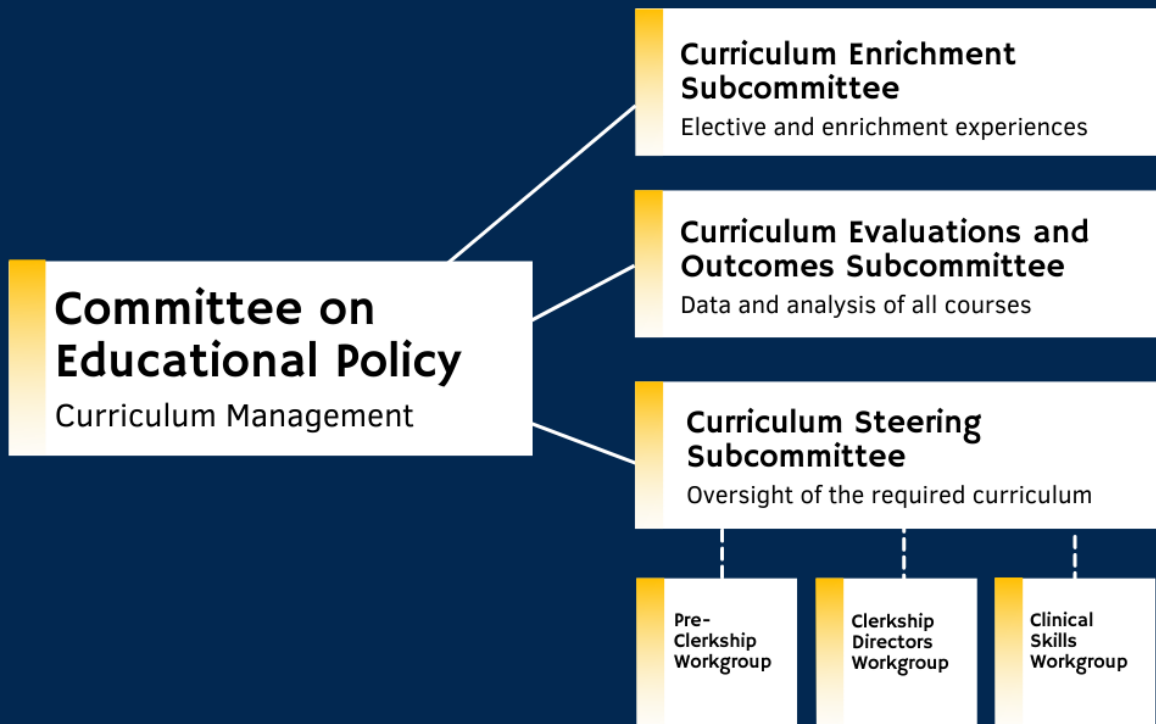 Curriculum Enrichment
Subcommittee
Elective and enrichment experiences
Curriculum Evaluations and
Outcomes Subcommittee
Data and analysis of all courses
Committee on
Educational Policy
Curriculum Management
Curriculum Steering
Subcommittee
Oversight of the required curriculum
Pre-
Clerkship
Workgroup
Clerkship
Directors
Workgroup
Clinical
Skills
Workgroup